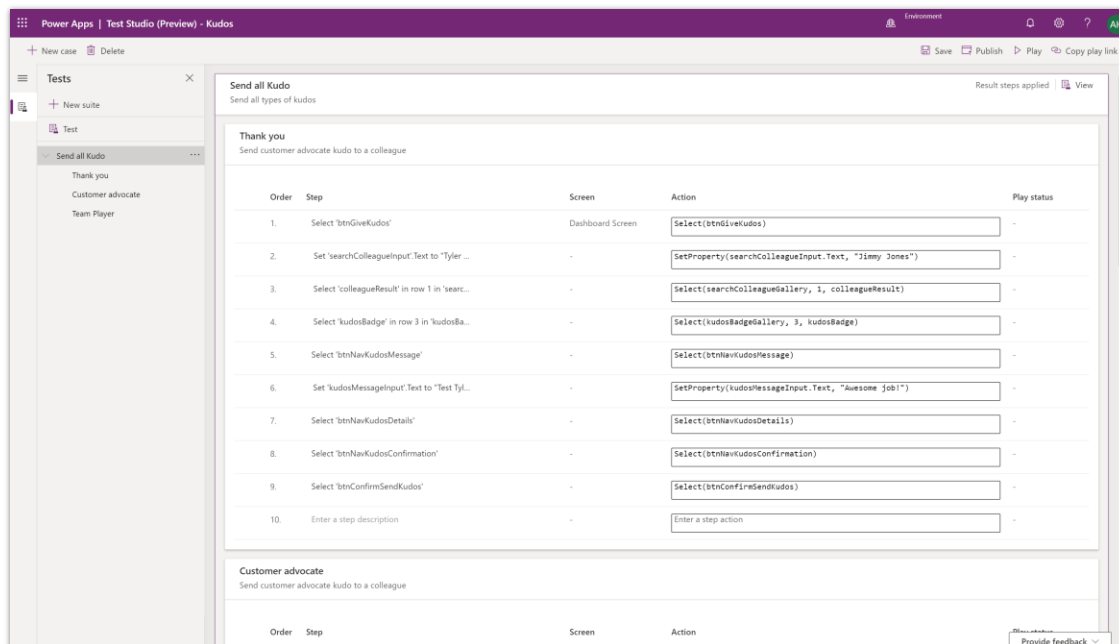 Power Apps | Test Studio (Preview) - Kudos
Environment
? AH
New case Delete
Save Publish Play Copy play link
Tests
New suite
Test
Send all Kudo ...
Thank you
Customer advocate
Team Player
Send all Kudo
Send all types of kudos
Result steps applied View
Thank you
Send customer advocate kudo to a colleague
Order Step Screen Action Play status
1. Select 'btnGiveKudos' Dashboard Screen Select(btnGiveKudos) -
2. Set 'searchColleagueInput'.Text to "Tyler ... - SetProperty(searchColleagueInput.Text, "Jimmy Jones") -
3. Select 'colleagueResult' in row 1 in 'searc... - Select(searchColleagueGallery, 1, colleagueResult) -
4. Select 'kudosBadge' in row 3 in 'kudosBa... - Select(kudosBadgeGallery, 3, kudosBadge) -
5. Select 'btnNavKudosMessage' - Select(btnNavKudosMessage) -
6. Set 'kudosMessageInput'.Text to "Test Tyl... - SetProperty(kudosMessageInput.Text, "Awesome job!") -
7. Select 'btnNavKudosDetails' - Select(btnNavKudosDetails) -
8. Select 'btnNavKudosConfirmation' - Select(btnNavKudosConfirmation) -
9. Select 'btnConfirmSendKudos' - Select(btnConfirmSendKudos) -
10. Enter a step description - Enter a step action -
Customer advocate
Send customer advocate kudo to a colleague
Order Step Screen Action Play status
Provide feedback